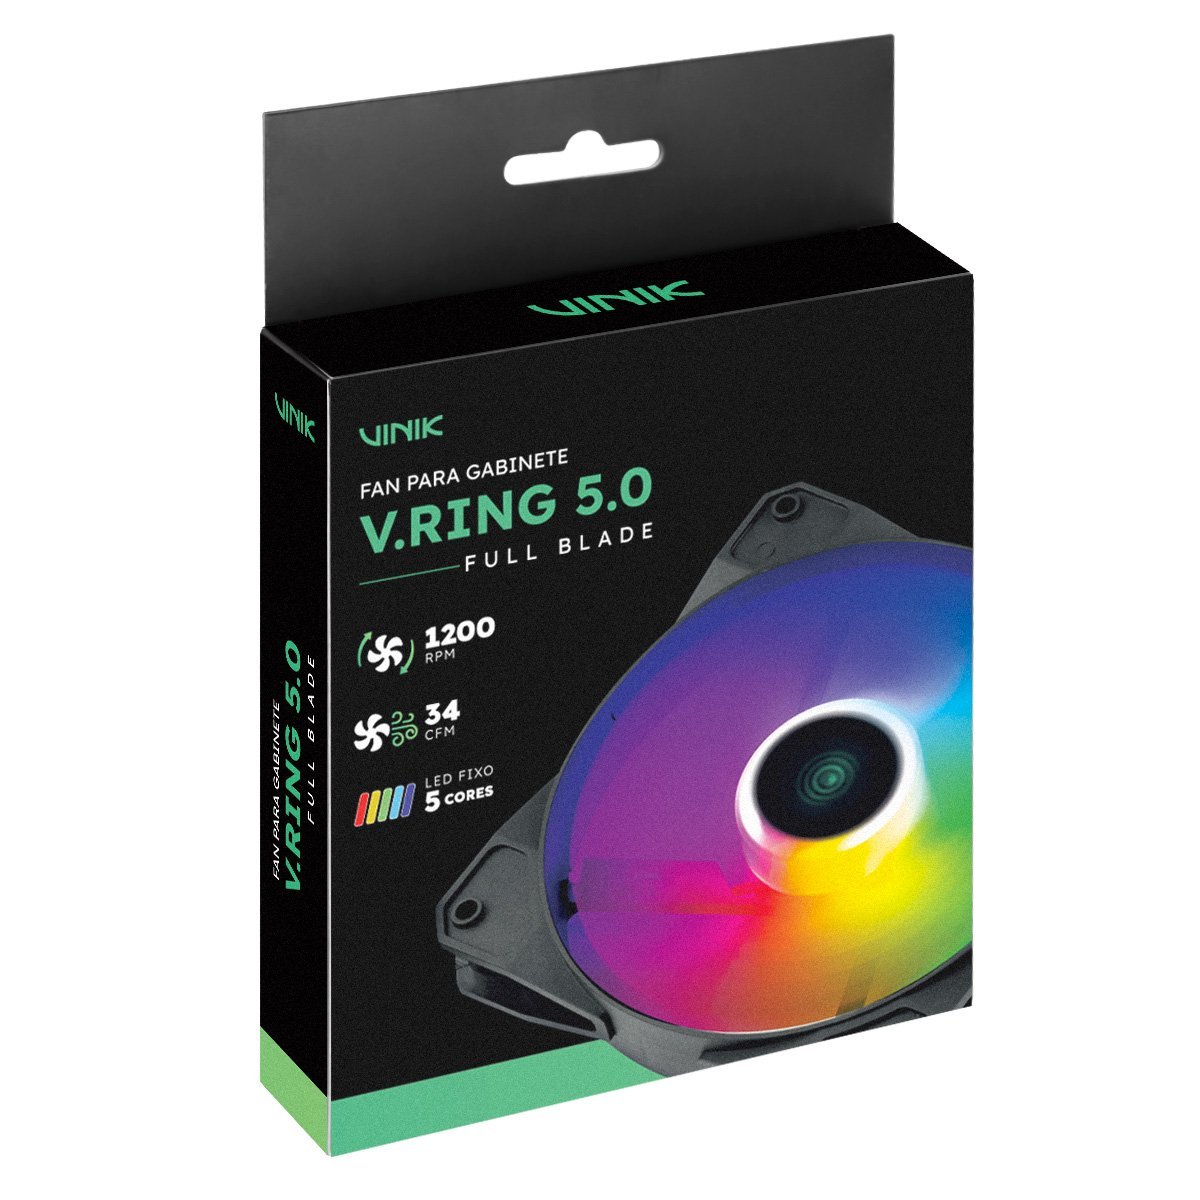 VINIK
VINIK
FAN PARA GABINETE
V.RING 5.0
FULL BLADE
1200
RPM
34
CFM
LED FIXO
5 CORES
VINIK
FAN PARA GABINETE
V.RING 5.0
FULL BLADE